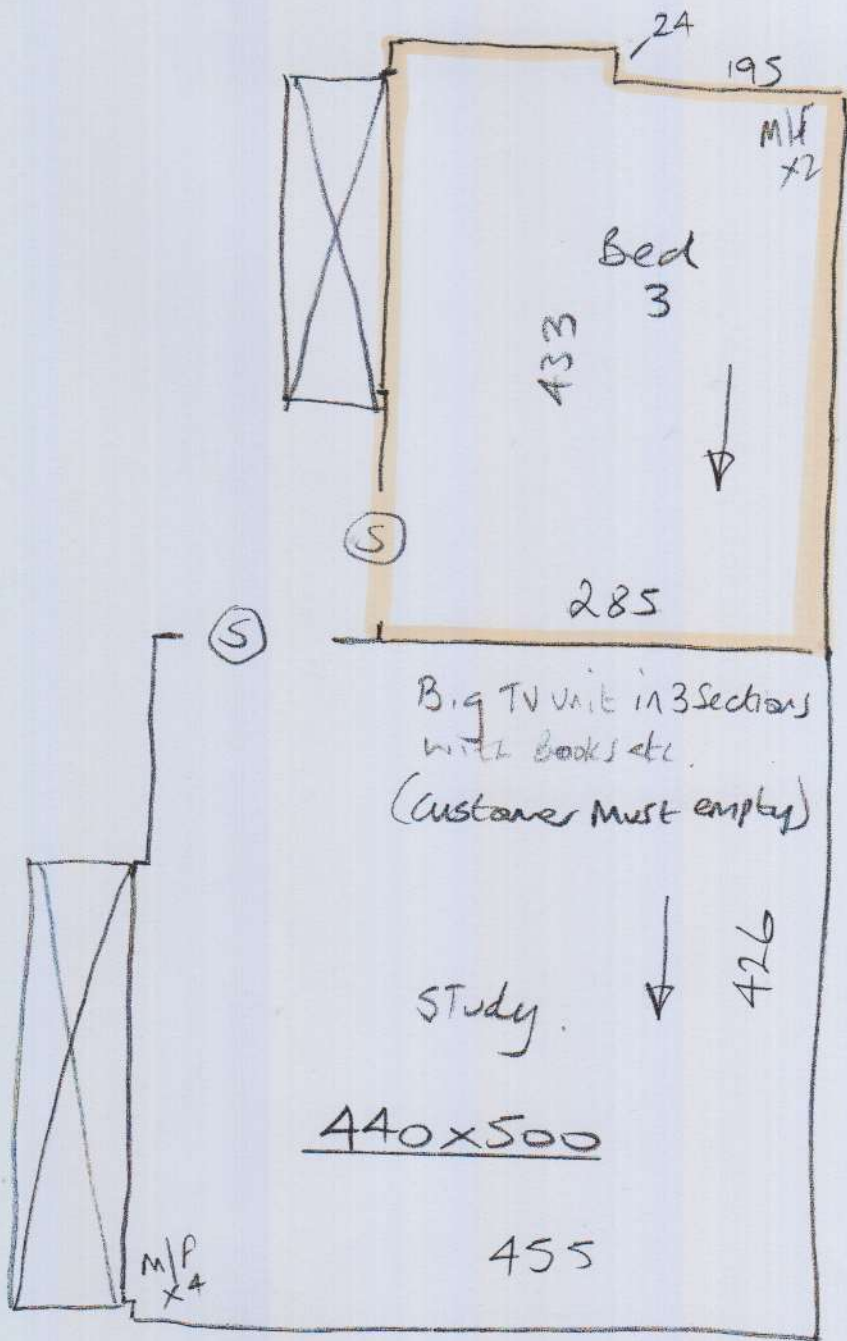 24
195
M/F
x2
Bed
3
433
S
285
S
Big TV unit in 3 Sections
with Books etc.
(Customer Must empty)
426
Study.
440x500
455
M/P
x4